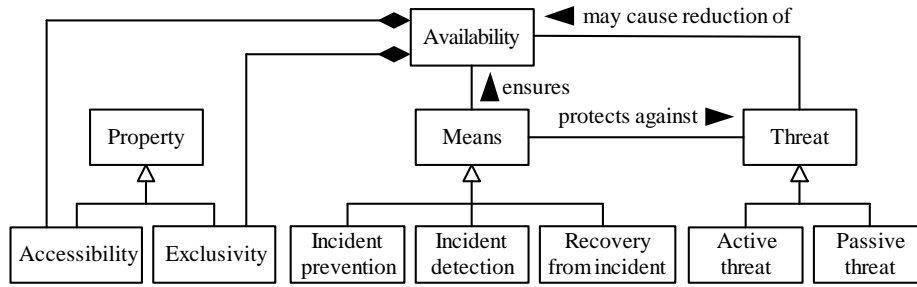 may cause reduction of
Availability
ensures
Property
Means
protects against
Threat
Accessibility
Exclusivity
Incident
prevention
Incident
detection
Recovery
from incident
Active
threat
Passive
threat